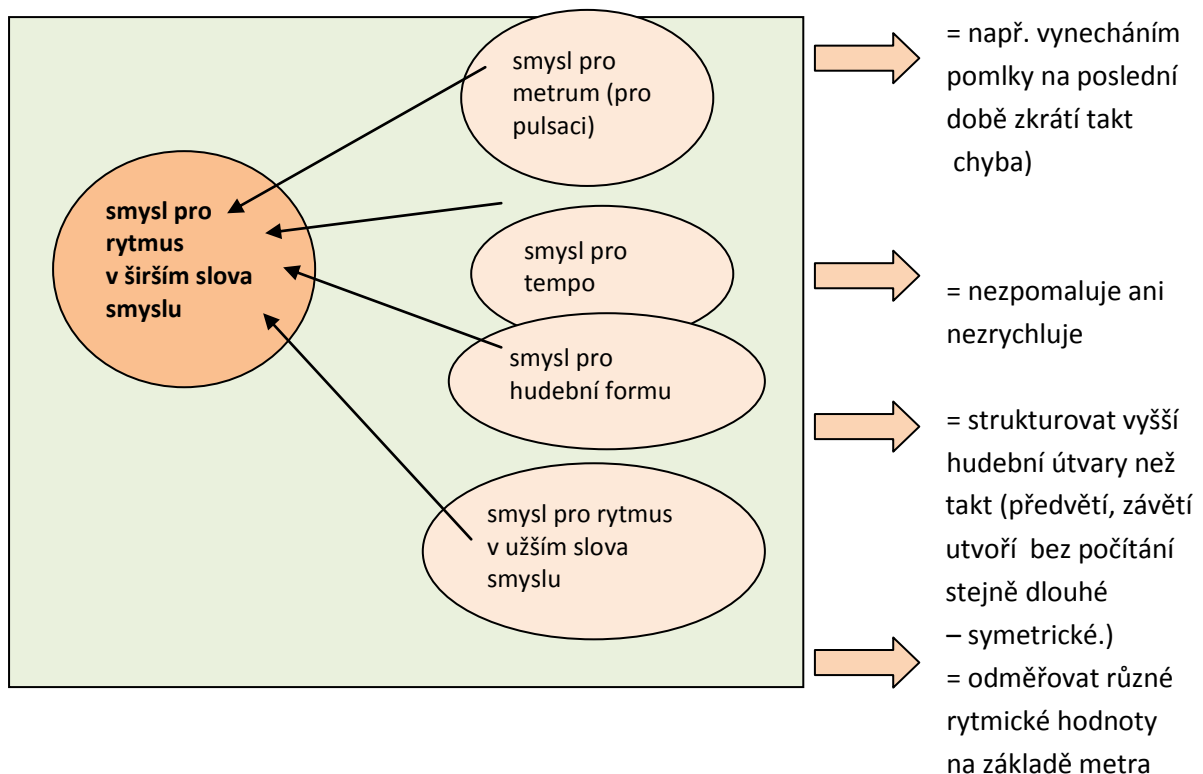 smysl pro
rytmus
v širším slova
smyslu
smysl pro
metrum (pro
pulsaci)
smysl pro
tempo
smysl pro
hudební formu
smysl pro rytmus
v užším slova
smyslu
= např. vynecháním
pomlky na poslední
době zkrátí takt
chyba)
= nezpomaluje ani
nezrychluje
= strukturovat vyšší
hudební útvary než
takt (předvětí, závětí
utvoří bez počítání
stejně dlouhé
– symetrické.)
= odměřovat různé
rytmické hodnoty
na základě metra